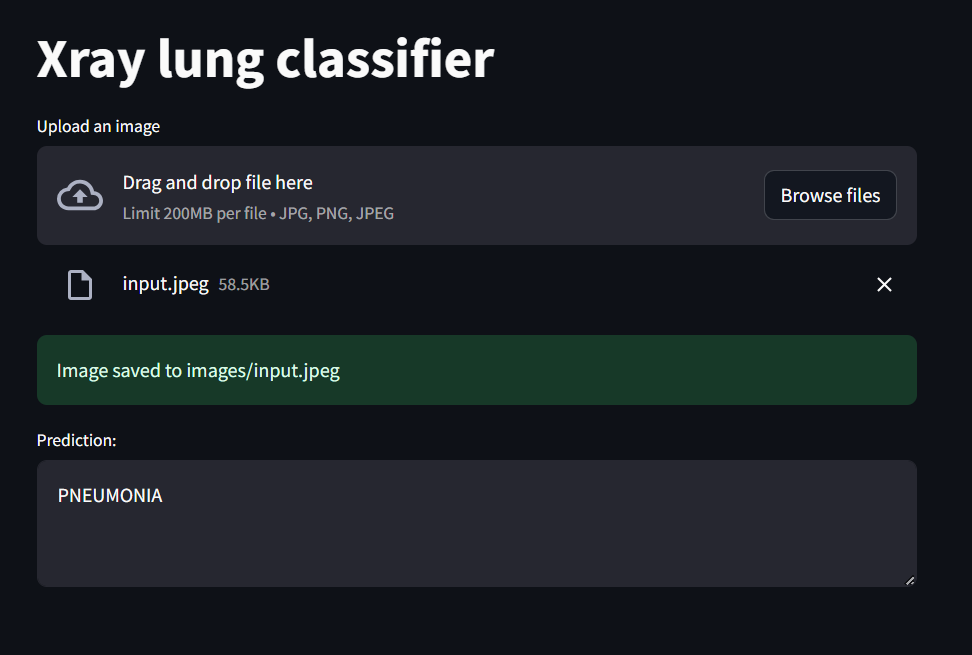 Xray lung classifier
Upload an image
Drag and drop file here
Limit 200MB per file • JPG, PNG, JPEG
Browse files
input.jpeg 58.5KB
Image saved to images/input.jpeg
Prediction:
PNEUMONIA